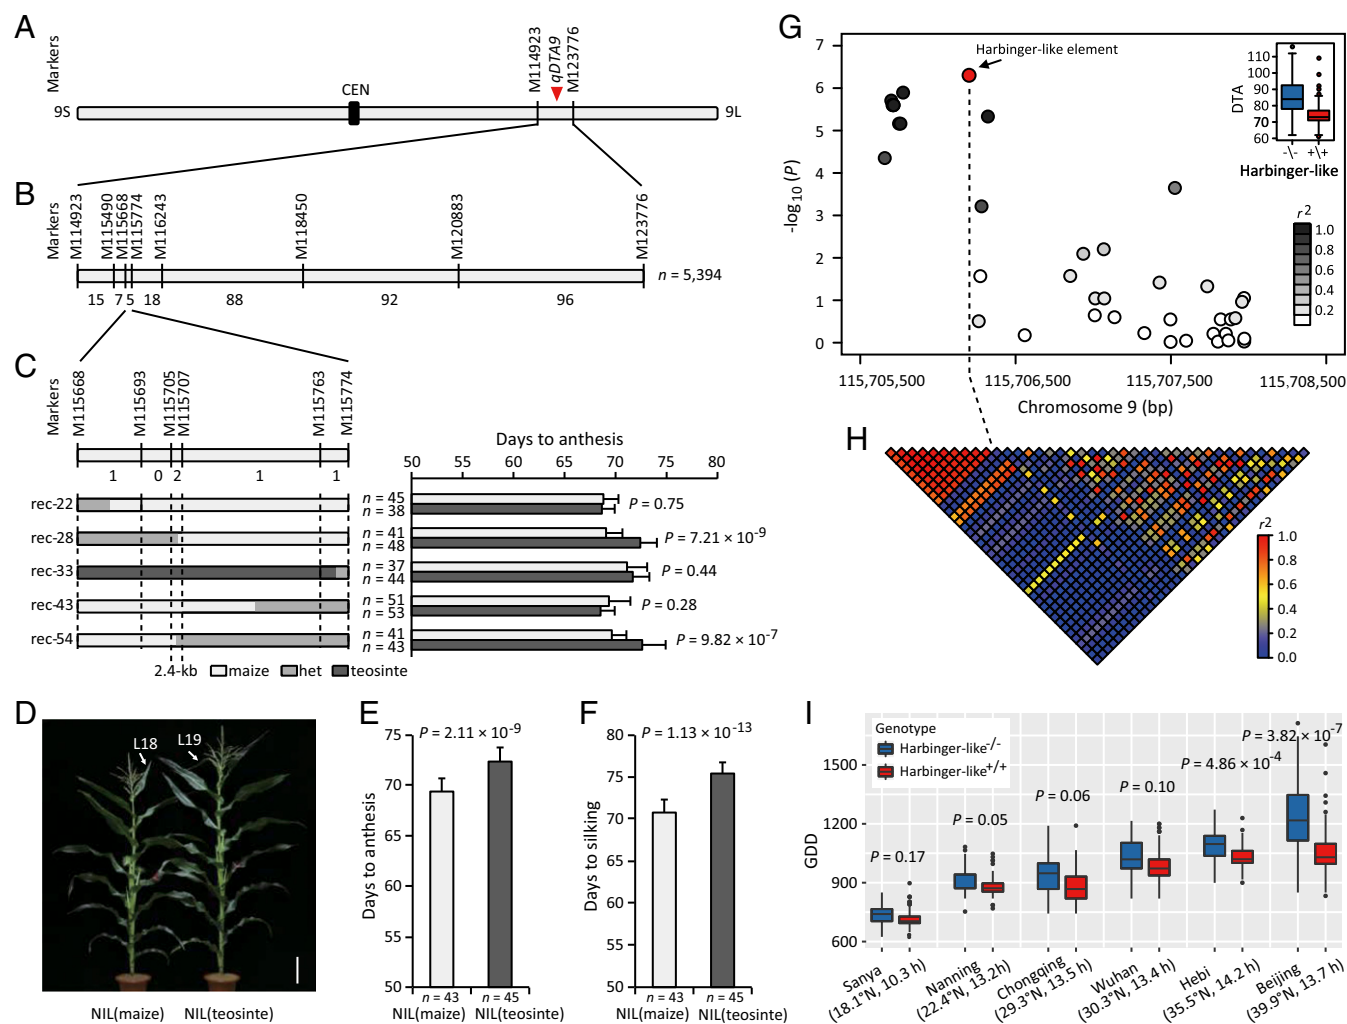 A
Markers
M114923
qDTA9
M123776
CEN
9S
9L
B
Markers
M114923
M115490
M115668
M115774
M116243
M118450
M120883
M123776
n = 5,394
15 7 5 18 88 92 96
C
Markers
M115668
M115693
M115705
M115707
M115763
M115774
1 0 2 1 1
Days to anthesis
50 55 60 65 70 75 80
rec-22
n = 45
n = 38
P = 0.75
rec-28
n = 41
n = 48
P = 7.21 × 10-9
rec-33
n = 37
n = 44
P = 0.44
rec-43
n = 51
n = 53
P = 0.28
rec-54
n = 41
n = 43
P = 9.82 × 10-7
2.4-kb maize het teosinte
D
L18
L19
NIL(maize) NIL(teosinte)
E
P = 2.11 × 10-9
Days to anthesis
75
70
65
60
55
50
n = 43 n = 45
NIL(maize) NIL(teosinte)
F
P = 1.13 × 10-13
Days to silking
80
75
70
65
60
55
50
n = 43 n = 45
NIL(maize) NIL(teosinte)
G
Harbinger-like element
-log10 (P)
7
6
5
4
3
2
1
0
115,705,500 115,706,500 115,707,500 115,708,500
Chromosome 9 (bp)
DTA
110
100
90
80
70
60
-\- +\+
Harbinger-like
r2
1.0
0.8
0.6
0.4
0.2
H
r2
1.0
0.8
0.6
0.4
0.2
0.0
I
Genotype
Harbinger-like-/-
Harbinger-like+/+
GDD
1500
1200
900
600
P = 0.17
P = 0.05
P = 0.06
P = 0.10
P = 4.86 × 10-4
P = 3.82 × 10-7
Sanya
(18.1°N, 10.3 h)
Nanning
(22.4°N, 13.2h)
Chongqing
(29.3°N, 13.5 h)
Wuhan
(30.3°N, 13.4 h)
Hebi
(35.5°N, 14.2 h)
Beijing
(39.9°N, 13.7 h)